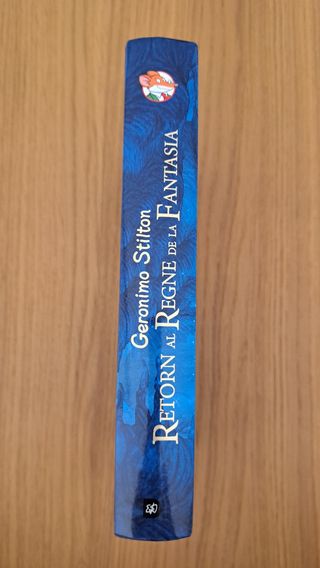 Geronimo Stilton
RETORN AL REGNE DE LA FANTASIA